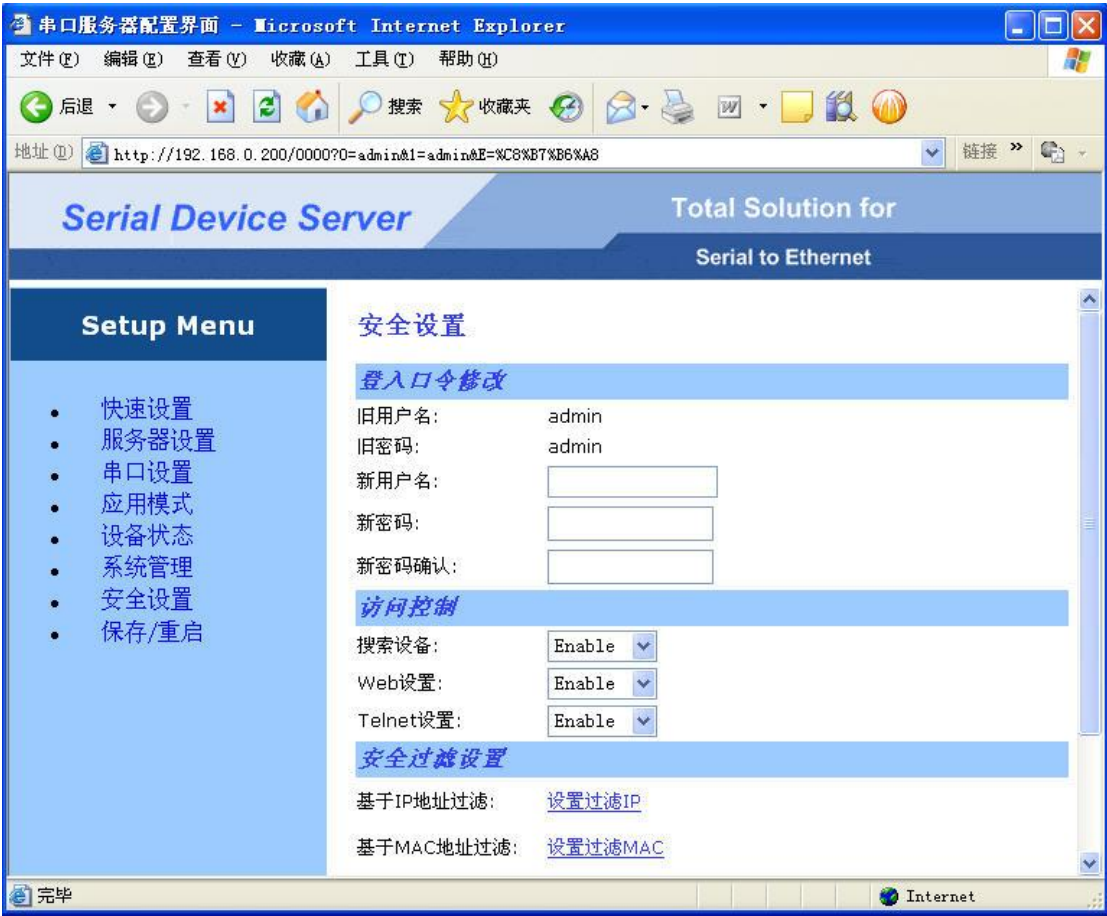 串口服务器配置界面 - Microsoft Internet Explorer
文件(F) 编辑(E) 查看(V) 收藏(A) 工具(T) 帮助(H)
后退 搜索 收藏夹
地址(D) http://192.168.0.200/0000?0=admin&1=admin&E=%C8%B7%B6%A8 链接 »
Serial Device Server
Total Solution for
Serial to Ethernet
Setup Menu
快速设置
服务器设置
串口设置
应用模式
设备状态
系统管理
安全设置
保存/重启
安全设置
登入口令修改
旧用户名: admin
旧密码: admin
新用户名:
新密码:
新密码确认:
访问控制
搜索设备: Enable
Web设置: Enable
Telnet设置: Enable
安全过滤设置
基于IP地址过滤: 设置过滤IP
基于MAC地址过滤: 设置过滤MAC
完毕 Internet